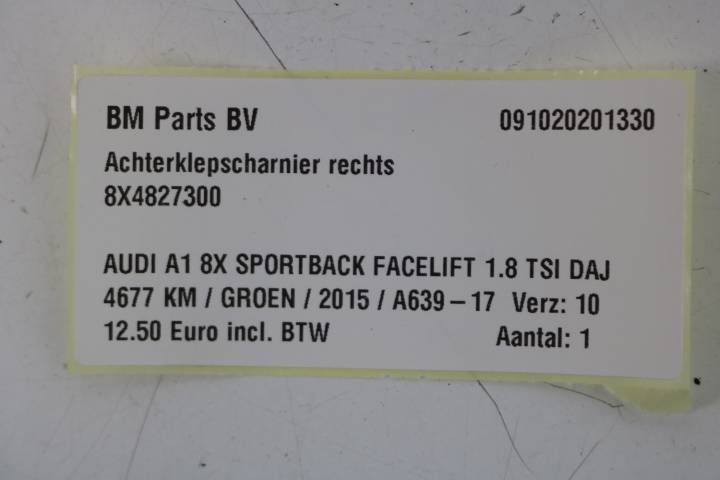 BM Parts BV 091020201330
Achterklepscharnier rechts
8X4827300
AUDI A1 8X SPORTBACK FACELIFT 1.8 TSI DAJ
4677 KM / GROEN / 2015 / A639-17 Verz: 10
12.50 Euro incl. BTW Aantal: 1